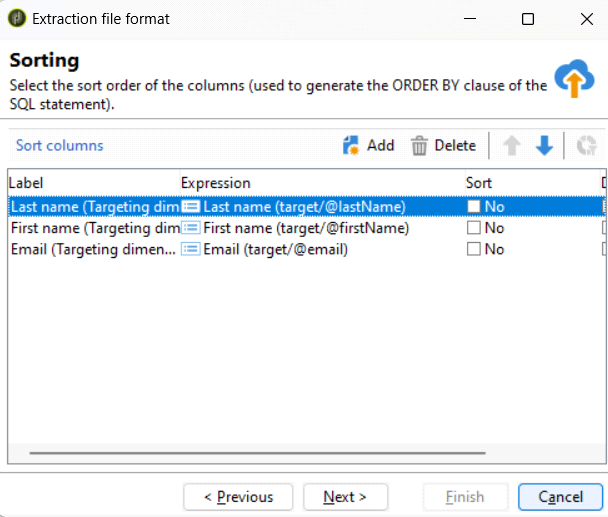 Extraction file format
Sorting
Select the sort order of the columns (used to generate the ORDER BY clause of the
SQL statement).
Sort columns Add Delete
Label Expression Sort
Last name (Targeting dim Last name (target/@lastName) No
First name (Targeting dim First name (target/@firstName) No
Email (Targeting dimen... Email (target/@email) No
< Previous Next > Finish Cancel